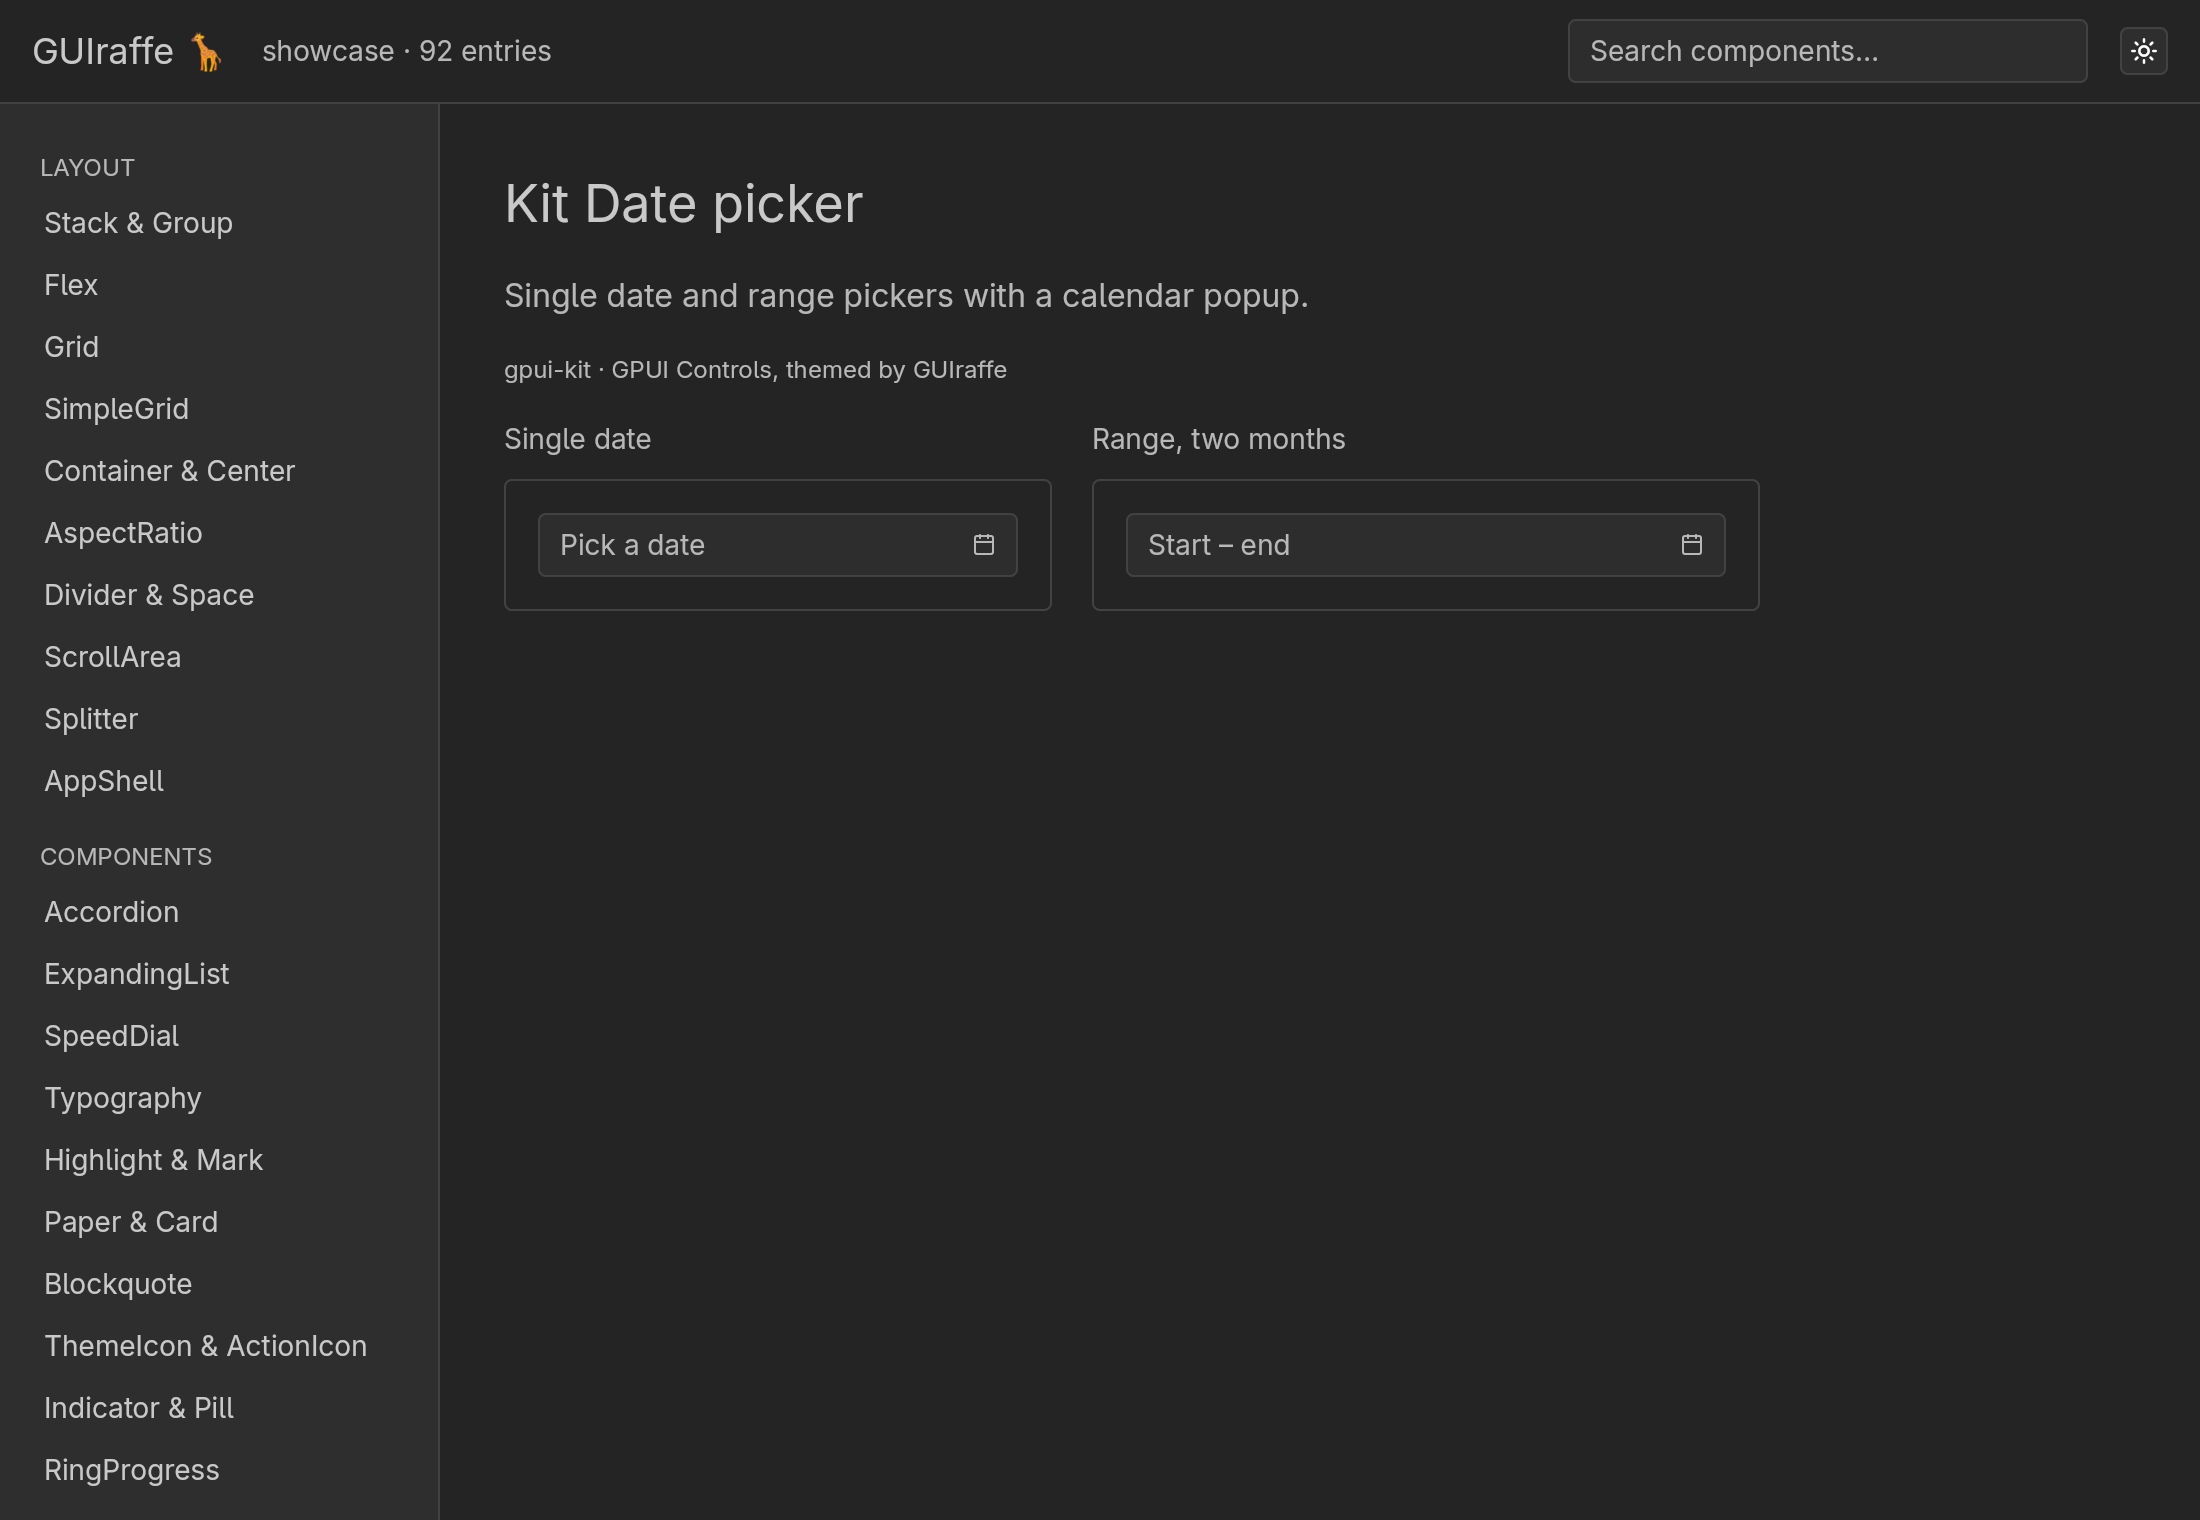 GUIraffe 🦒 showcase · 92 entries
Search components...
LAYOUT
Stack & Group
Flex
Grid
SimpleGrid
Container & Center
AspectRatio
Divider & Space
ScrollArea
Splitter
AppShell
COMPONENTS
Accordion
ExpandingList
SpeedDial
Typography
Highlight & Mark
Paper & Card
Blockquote
ThemeIcon & ActionIcon
Indicator & Pill
RingProgress
Kit Date picker
Single date and range pickers with a calendar popup.
gpui-kit · GPUI Controls, themed by GUIraffe
Single date
Pick a date
Range, two months
Start – end